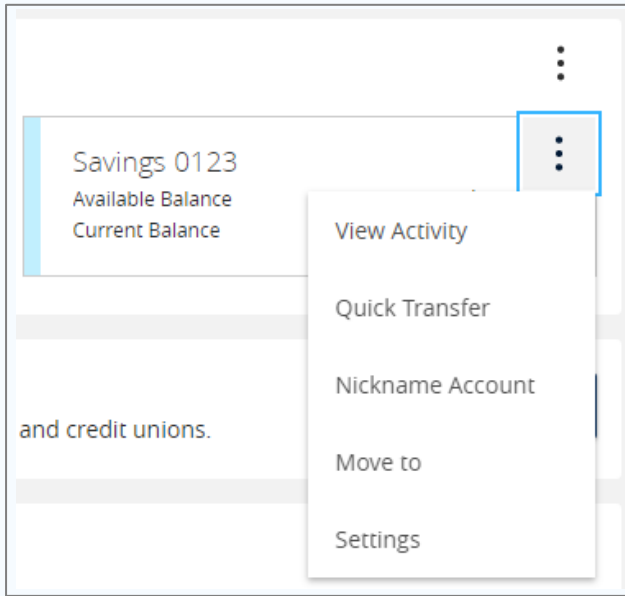 Savings 0123
Available Balance
Current Balance
View Activity
Quick Transfer
Nickname Account
and credit unions.
Move to
Settings